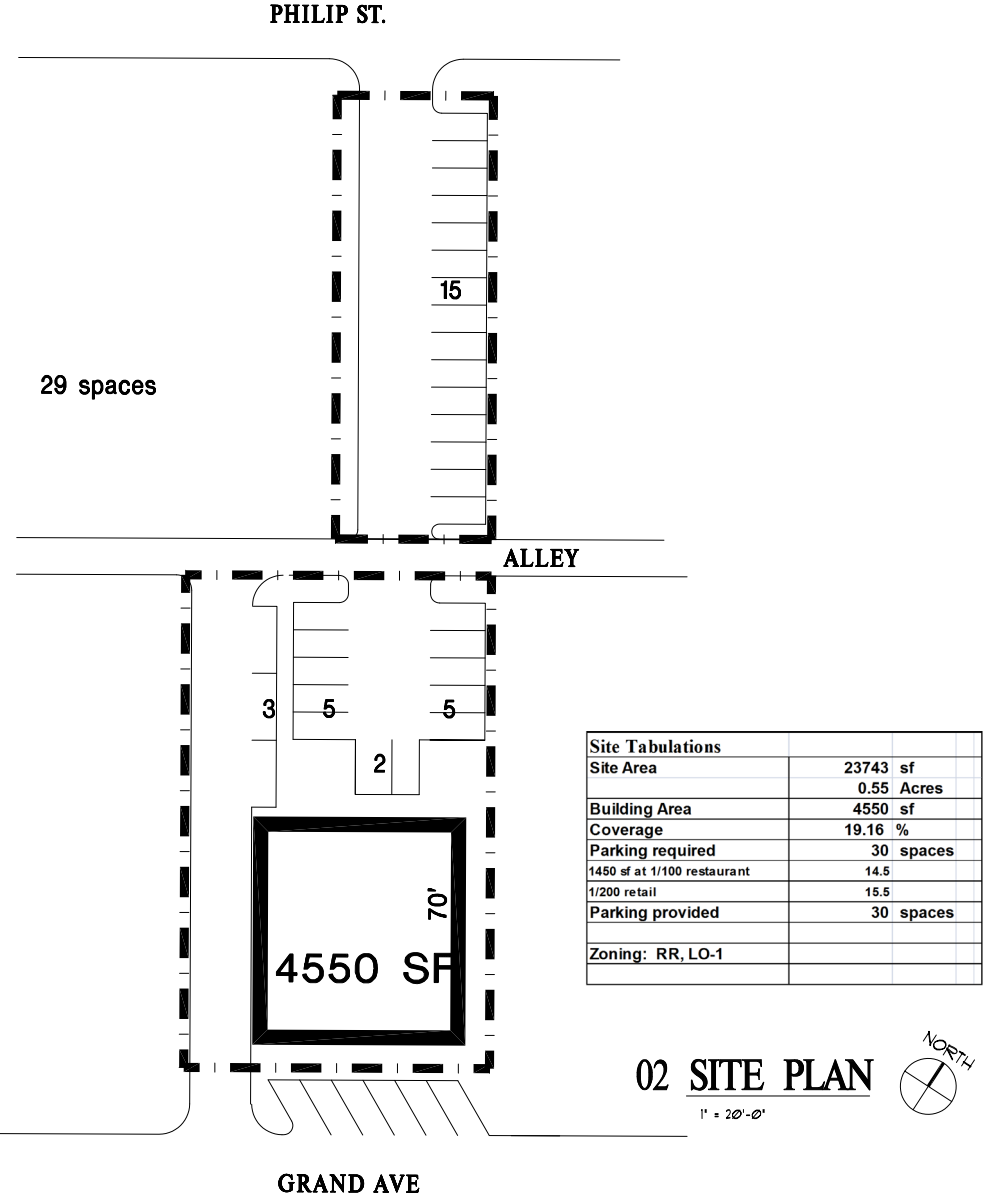 PHILIP ST.
15
29 spaces
ALLEY
3
5
5
2
70'
4550 SF
Site Tabulations
Site Area 23743 sf
0.55 Acres
Building Area 4550 sf
Coverage 19.16 %
Parking required 30 spaces
1450 sf at 1/100 restaurant 14.5
1/200 retail 15.5
Parking provided 30 spaces
Zoning: RR, LO-1
NORTH
02 SITE PLAN
1" = 20'-0"
GRAND AVE